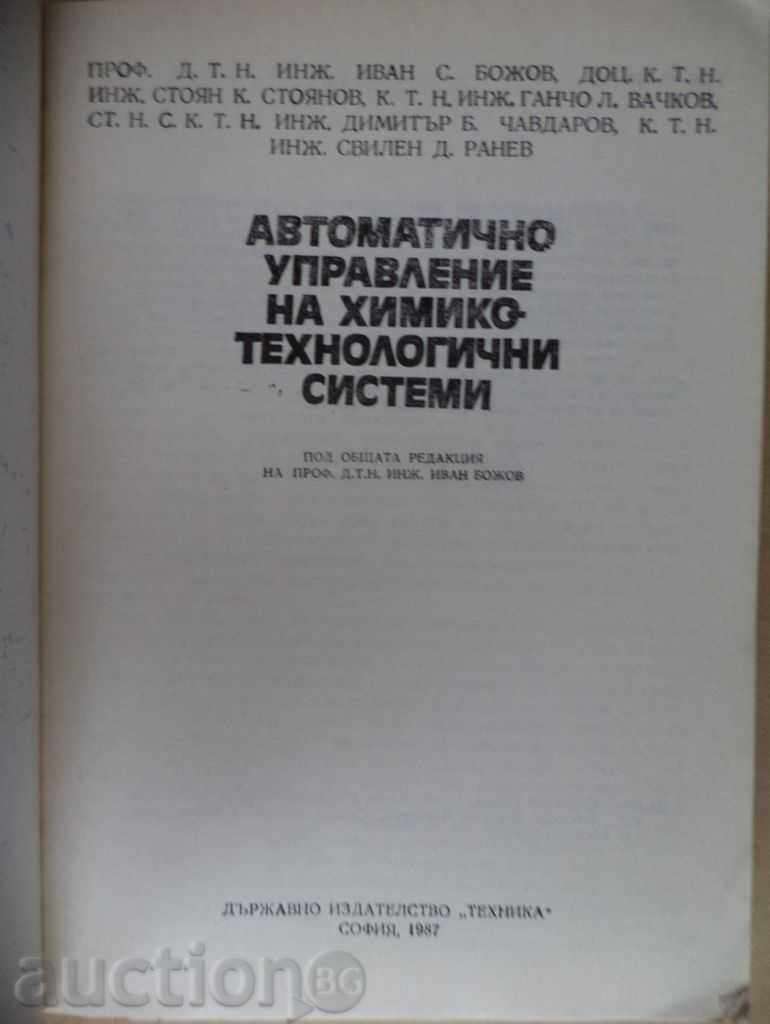 ПРОФ. Д. Т. Н. ИНЖ. ИВАН С. БОЖОВ, ДОЦ. К. Т. Н.
ИНЖ. СТОЯН К. СТОЯНОВ, К. Т. Н. ИНЖ. ГАНЧО Л. ВАЧКОВ,
СТ. Н. С. К. Т. Н. ИНЖ. ДИМИТЪР Б. ЧАВДАРОВ, К. Т. Н.
ИНЖ. СВИЛЕН Д. РАНЕВ
АВТОМАТИЧНО
УПРАВЛЕНИЕ
НА ХИМИКО-
ТЕХНОЛОГИЧНИ
СИСТЕМИ
ПОД ОБЩАТА РЕДАКЦИЯ
НА ПРОФ. Д.Т.Н. ИНЖ. ИВАН БОЖОВ
ДЪРЖАВНО ИЗДАТЕЛСТВО „ТЕХНИКА“
СОФИЯ, 1987
auction BG